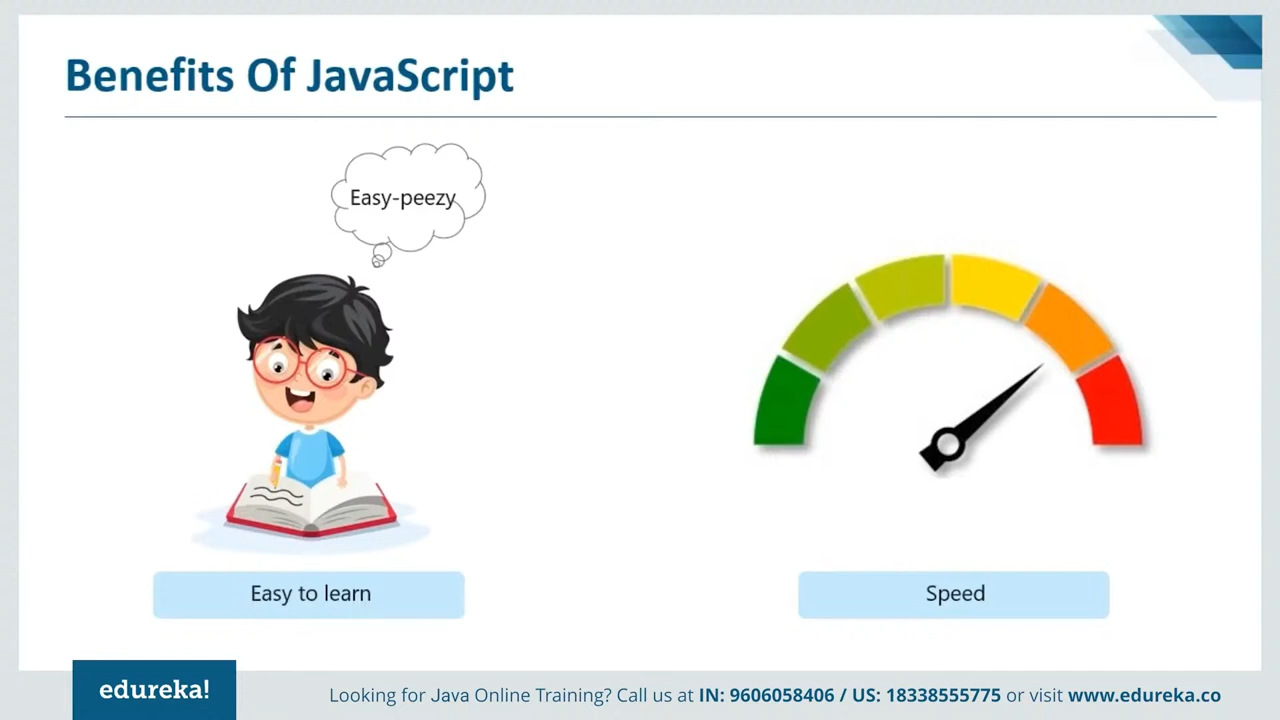 Benefits Of JavaScript
Easy-peezy
Easy to learn
Speed
edureka!
Looking for Java Online Training? Call us at IN: 9606058406 / US: 18338555775 or visit www.edureka.co